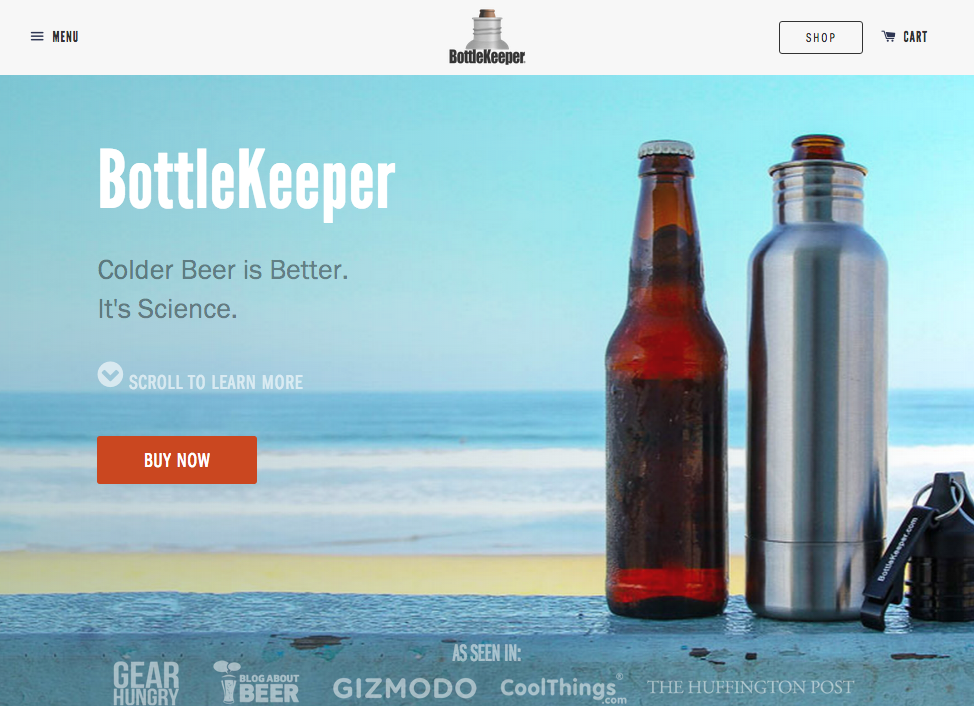 MENU
BottleKeeper
SHOP
CART
BottleKeeper
Colder Beer is Better.
It's Science.
SCROLL TO LEARN MORE
BUY NOW
BottleKeeper.com
AS SEEN IN:
GEAR
HUNGRY
BLOG ABOUT
BEER
GIZMODO
CoolThings®
.com
THE HUFFINGTON POST